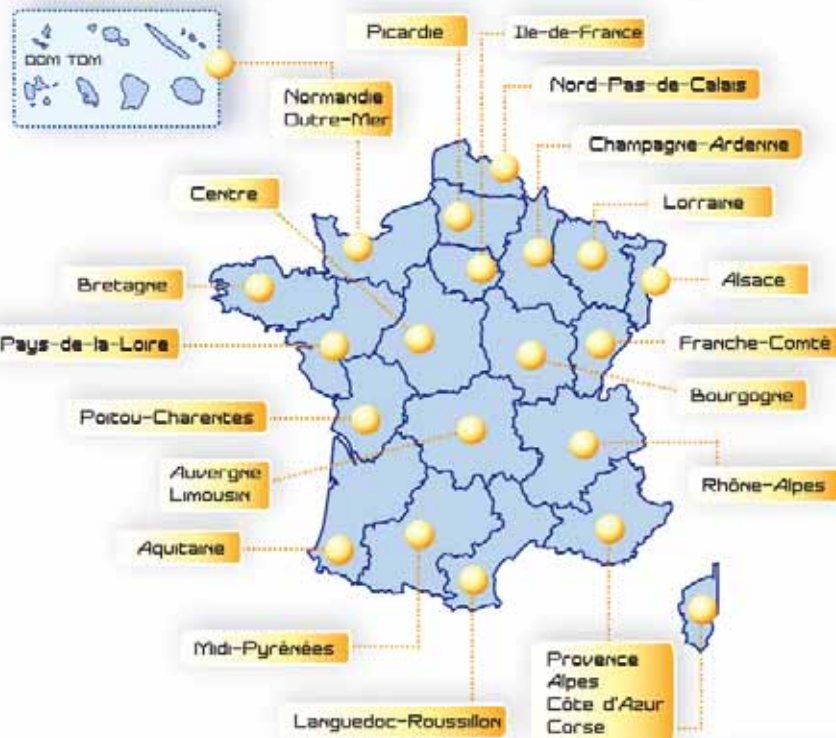 Picardie
Ile-de-France
DOM TOM
Nord-Pas-de-Calais
Normandie
Outre-Mer
Champagne-Ardenne
Centre
Lorraine
Bretagne
Alsace
Pays-de-la-Loire
Franche-Comté
Bourgogne
Poitou-Charentes
Auvergne
Limousin
Rhône-Alpes
Aquitaine
Midi-Pyrénées
Provence
Alpes
Côte d'Azur
Corse
Languedoc-Roussillon